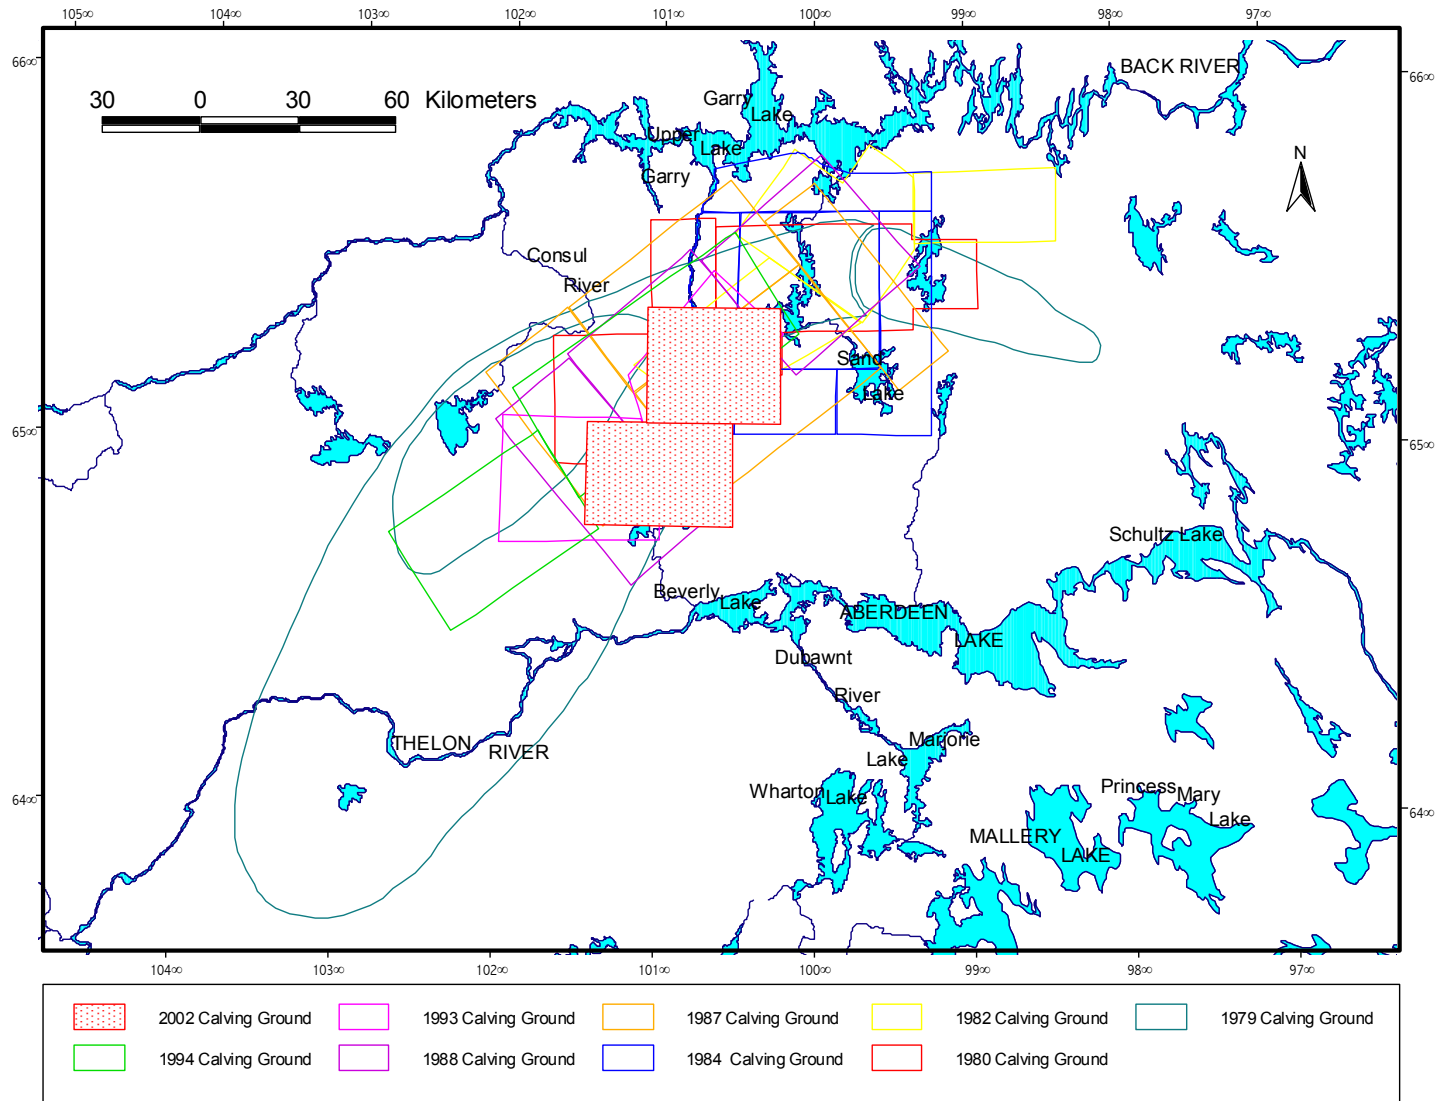 105∞ 104∞ 103∞ 102∞ 101∞ 100∞ 99∞ 98∞ 97∞
66∞ 66∞
BACK RIVER
30 0 30 60 Kilometers
Garry
Lake
Upper
Lake
Garry
N
Consul
River
Sand
Lake
65∞ 65∞
Schultz Lake
Beverly
Lake
ABERDEEN
LAKE
Dubawnt
River
THELON
RIVER
Marjorie
Lake
64∞ 64∞
Wharton
Lake
Princess
Mary
Lake
MALLERY
LAKE
104∞ 103∞ 102∞ 101∞ 100∞ 99∞ 98∞ 97∞
2002 Calving Ground 1993 Calving Ground 1987 Calving Ground 1982 Calving Ground 1979 Calving Ground
1994 Calving Ground 1988 Calving Ground 1984 Calving Ground 1980 Calving Ground